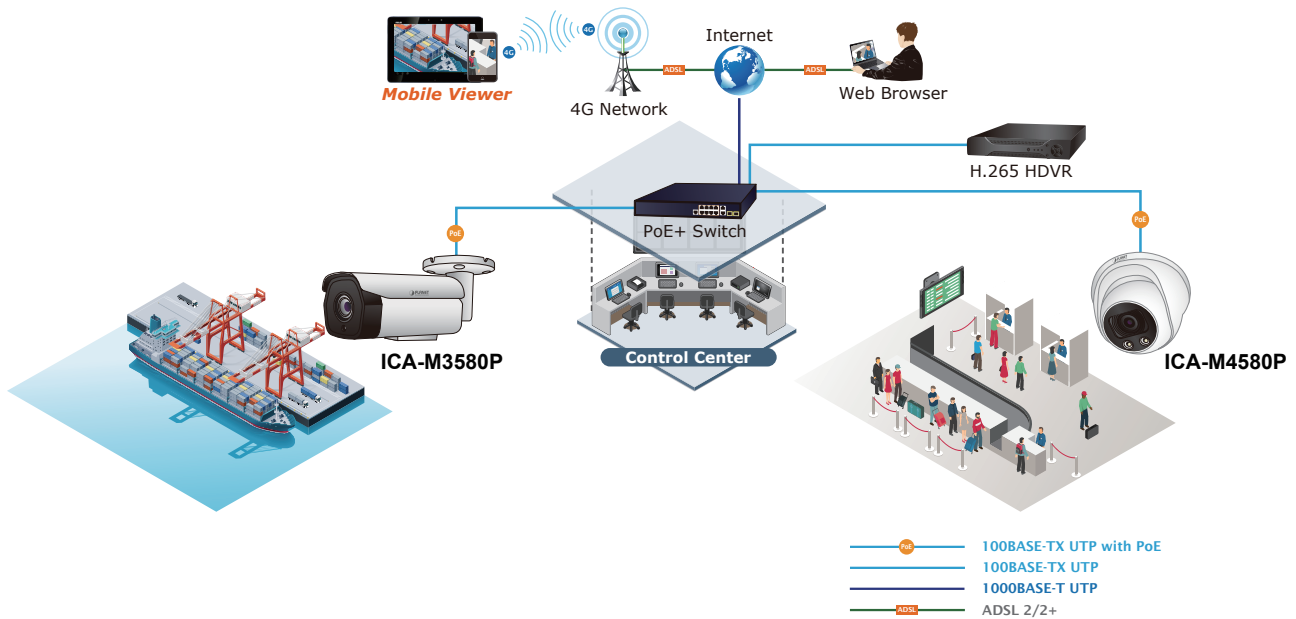 4G
4G
Internet
ADSL
ADSL
Mobile Viewer
4G Network
Web Browser
H.265 HDVR
PoE+ Switch
PoE
PoE
PLANET
PLANET
Control Center
ICA-M3580P
ICA-M4580P
PoE
100BASE-TX UTP with PoE
100BASE-TX UTP
1000BASE-T UTP
ADSL
ADSL 2/2+